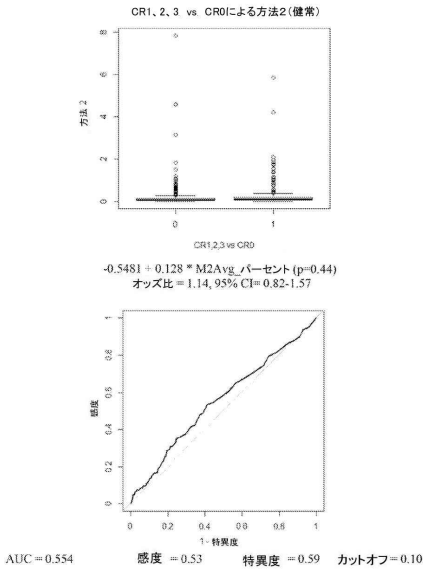 CR1、2、3 vs CR0による方法2(健常)
8
6
4
2
0
方法 2
0 1
CR1,2,3 vs CR0
-0.5481 + 0.128 * M2Avg_パーセント (p=0.44)
オッズ比 = 1.14, 95% CI= 0.82-1.57
1.0
0.8
0.6
0.4
0.2
0
感度
0 0.2 0.4 0.6 0.8 1
1 - 特異度
AUC = 0.554 感度 = 0.53 特異度 = 0.59 カットオフ = 0.10